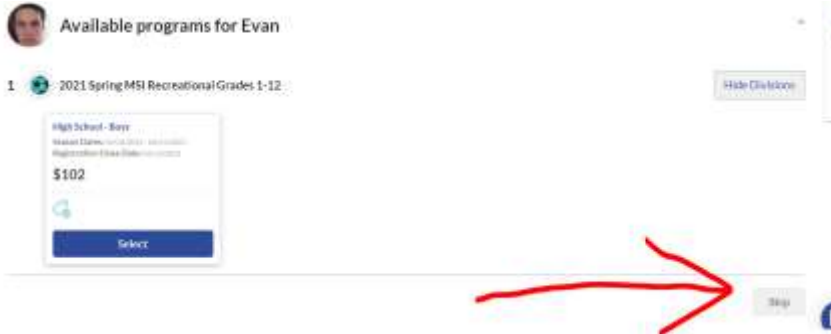 Available programs for Evan
1 2021 Spring MSI Recreational Grades 1-12
Hide Divisions
High School - Boys
Season Dates:
Registration Close Date:
$102
Select
Skip